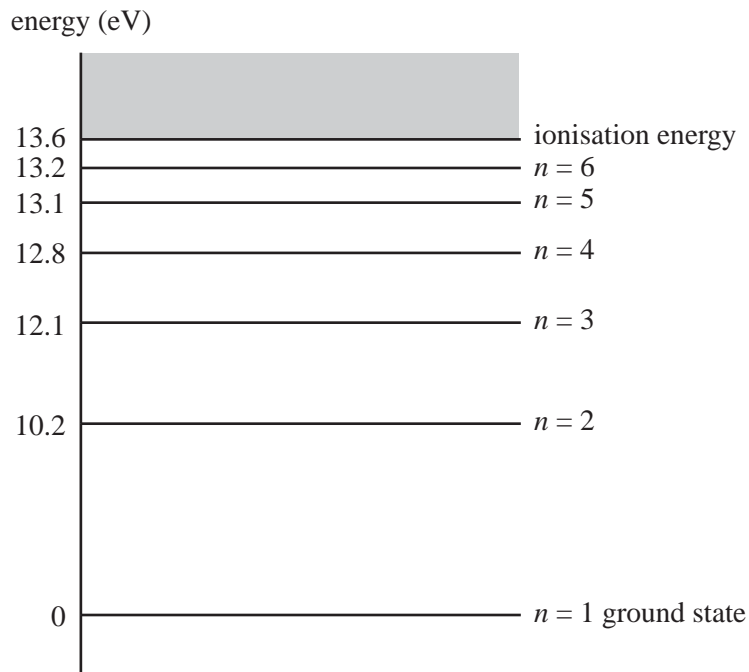 energy (eV)
13.6 ionisation energy
13.2 n = 6
13.1 n = 5
12.8 n = 4
12.1 n = 3
10.2 n = 2
0 n = 1 ground state